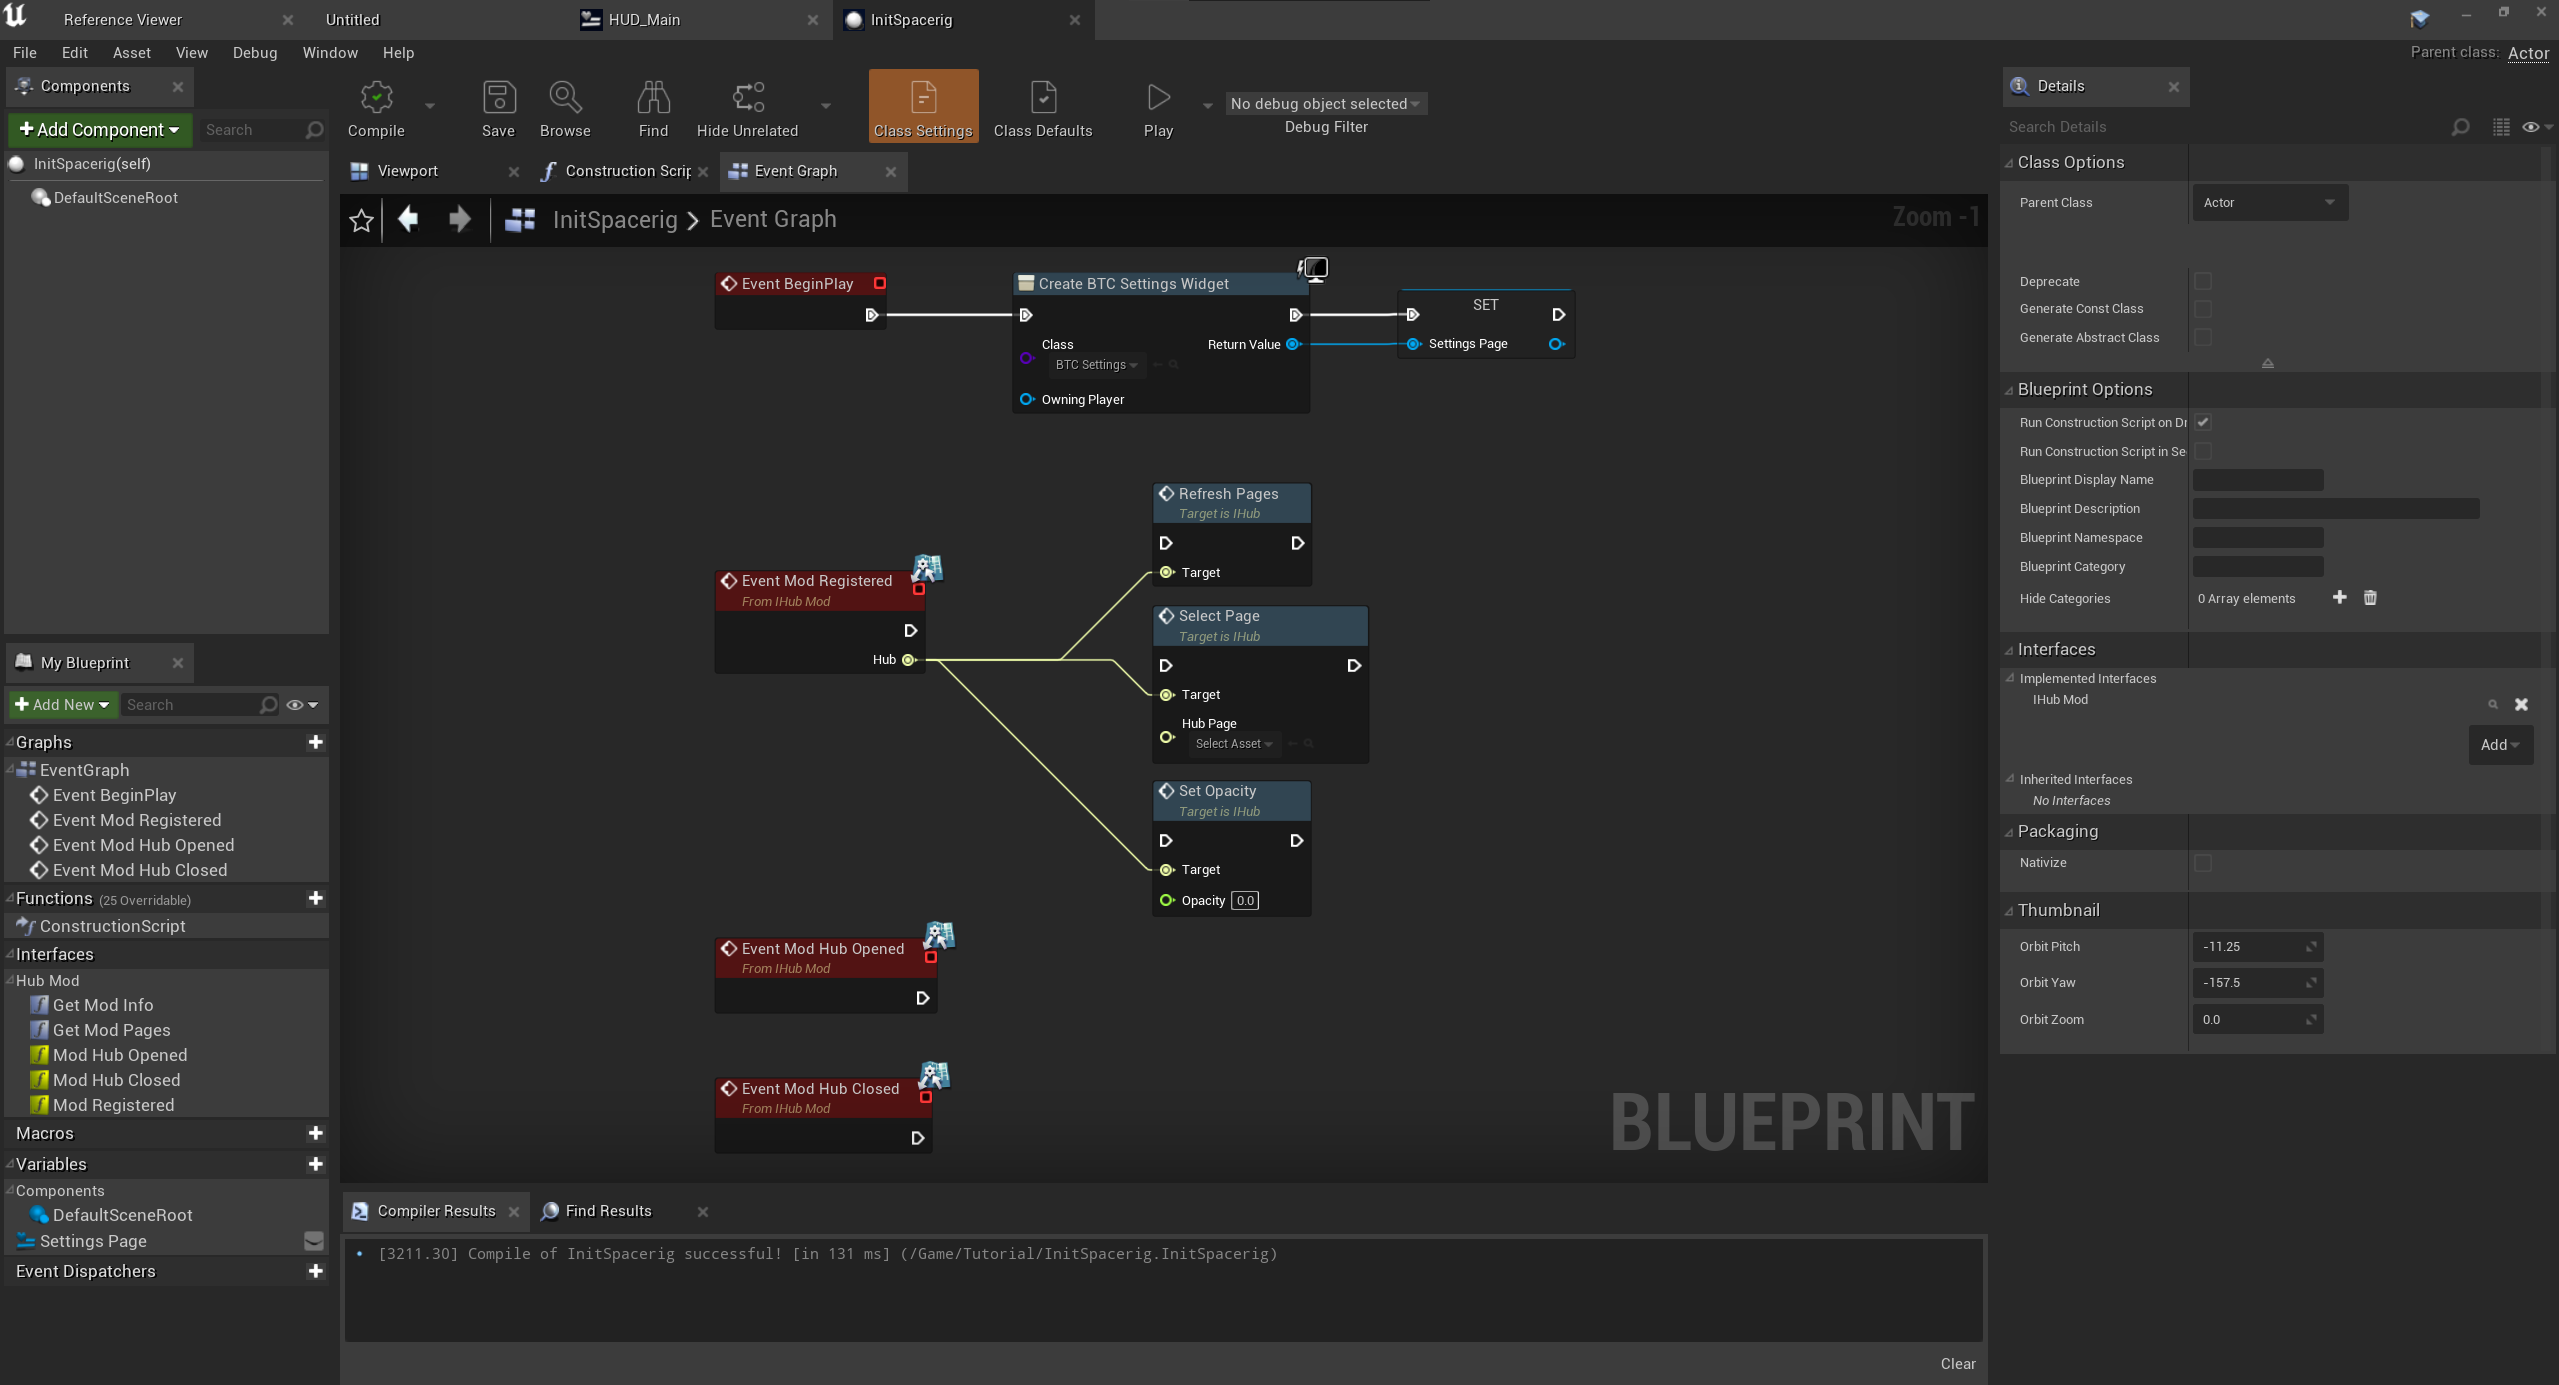 Reference Viewer
Untitled
HUD_Main
InitSpacerig
File Edit Asset View Debug Window Help
Parent class: Actor
Components
Add Component
Search
InitSpacerig(self)
DefaultSceneRoot
Compile
Save
Browse
Find
Hide Unrelated
Class Settings
Class Defaults
Play
No debug object selected
Debug Filter
Viewport
Construction Scrip
Event Graph
InitSpacerig > Event Graph
Zoom -1
Event BeginPlay
Create BTC Settings Widget
Class
BTC Settings
Return Value
Owning Player
SET
Settings Page
Refresh Pages
Target is IHub
Target
Event Mod Registered
From IHub Mod
Hub
Select Page
Target is IHub
Target
Hub Page
Select Asset
Set Opacity
Target is IHub
Target
Opacity 0.0
Event Mod Hub Opened
From IHub Mod
Event Mod Hub Closed
From IHub Mod
BLUEPRINT
My Blueprint
Add New
Search
Graphs
EventGraph
Event BeginPlay
Event Mod Registered
Event Mod Hub Opened
Event Mod Hub Closed
Functions (25 Overridable)
ConstructionScript
Interfaces
Hub Mod
Get Mod Info
Get Mod Pages
Mod Hub Opened
Mod Hub Closed
Mod Registered
Macros
Variables
Components
DefaultSceneRoot
Settings Page
Event Dispatchers
Compiler Results
Find Results
[3211.30] Compile of InitSpacerig successful! [in 131 ms] (/Game/Tutorial/InitSpacerig.InitSpacerig)
Clear
Details
Search Details
Class Options
Parent Class Actor
Deprecate
Generate Const Class
Generate Abstract Class
Blueprint Options
Run Construction Script on Dr
Run Construction Script in Se
Blueprint Display Name
Blueprint Description
Blueprint Namespace
Blueprint Category
Hide Categories 0 Array elements
Interfaces
Implemented Interfaces
IHub Mod
Add
Inherited Interfaces
No Interfaces
Packaging
Nativize
Thumbnail
Orbit Pitch -11.25
Orbit Yaw -157.5
Orbit Zoom 0.0